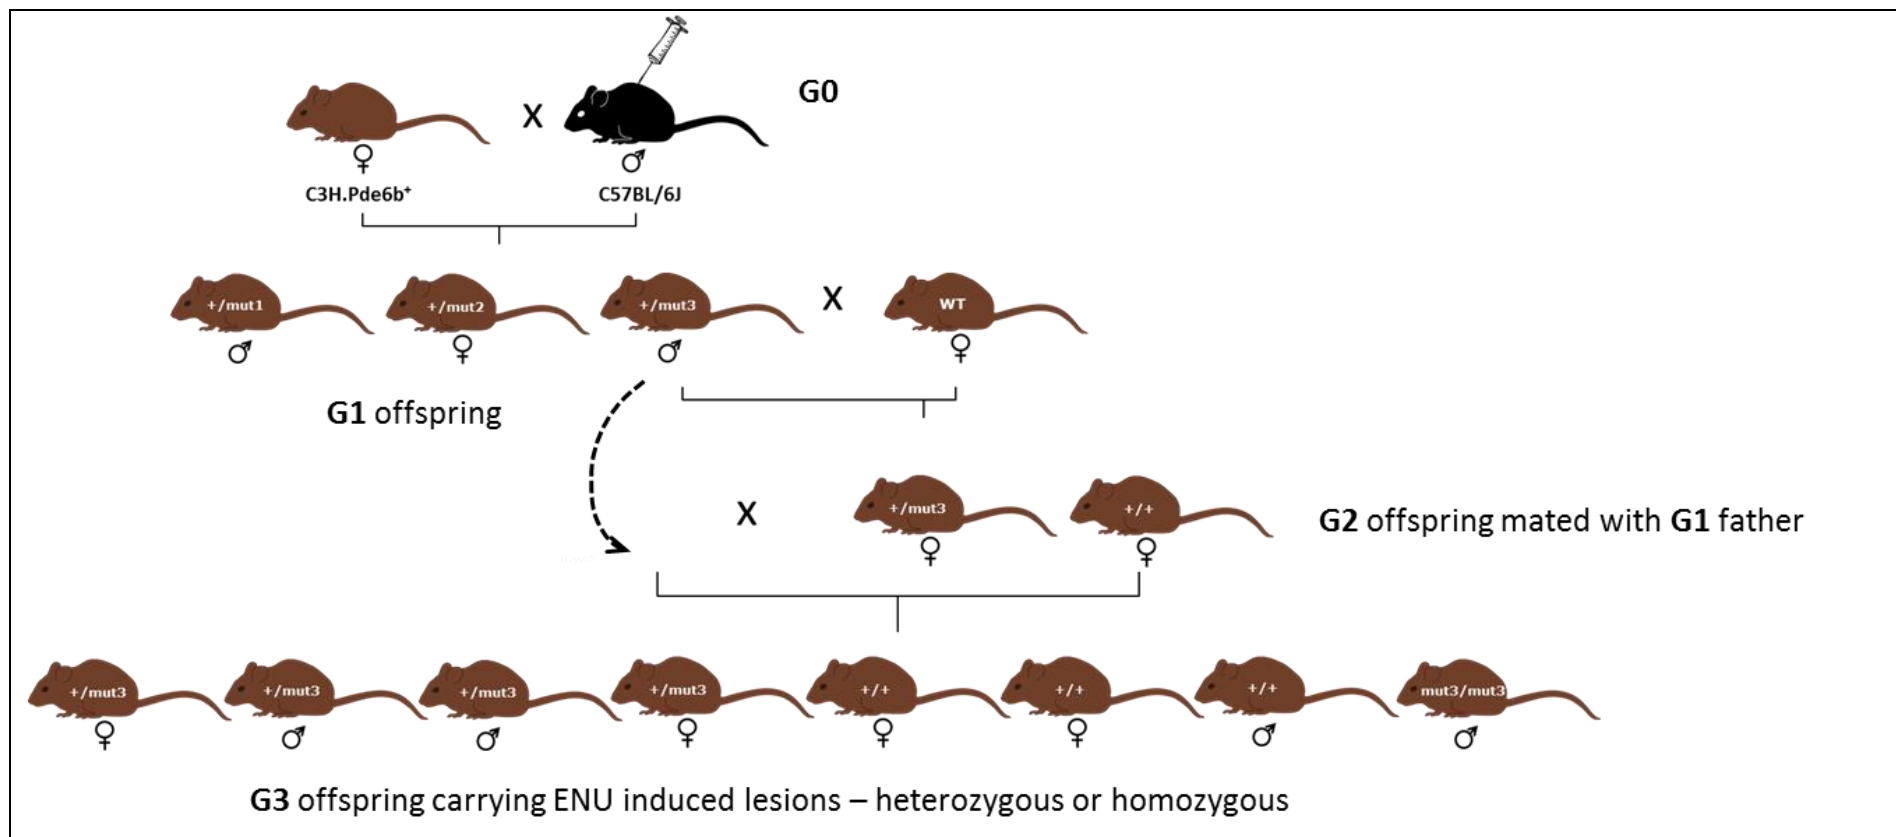 G0
X
♀ ♂
C3H.Pde6b⁺ C57BL/6J
+/mut1 +/mut2 +/mut3 X WT
♂ ♀ ♂ ♀
G1 offspring
X +/mut3 +/+
♀ ♀
G2 offspring mated with G1 father
+/mut3 +/mut3 +/mut3 +/mut3 +/+ +/+ +/+ mut3/mut3
♀ ♂ ♂ ♀ ♀ ♀ ♂ ♂
G3 offspring carrying ENU induced lesions – heterozygous or homozygous